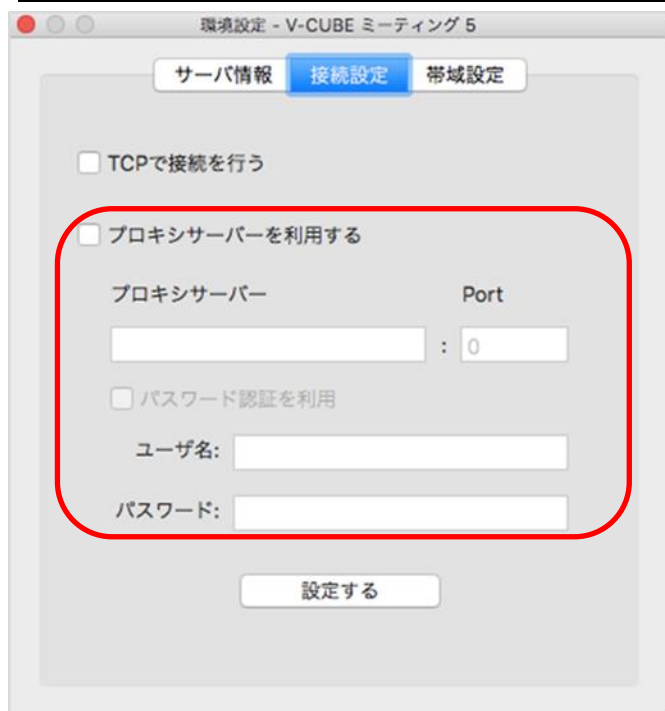 環境設定 - V-CUBE ミーティング 5
サーバ情報 接続設定 帯域設定
TCPで接続を行う
プロキシサーバーを利用する
プロキシサーバー Port
: 0
パスワード認証を利用
ユーザ名:
パスワード:
設定する